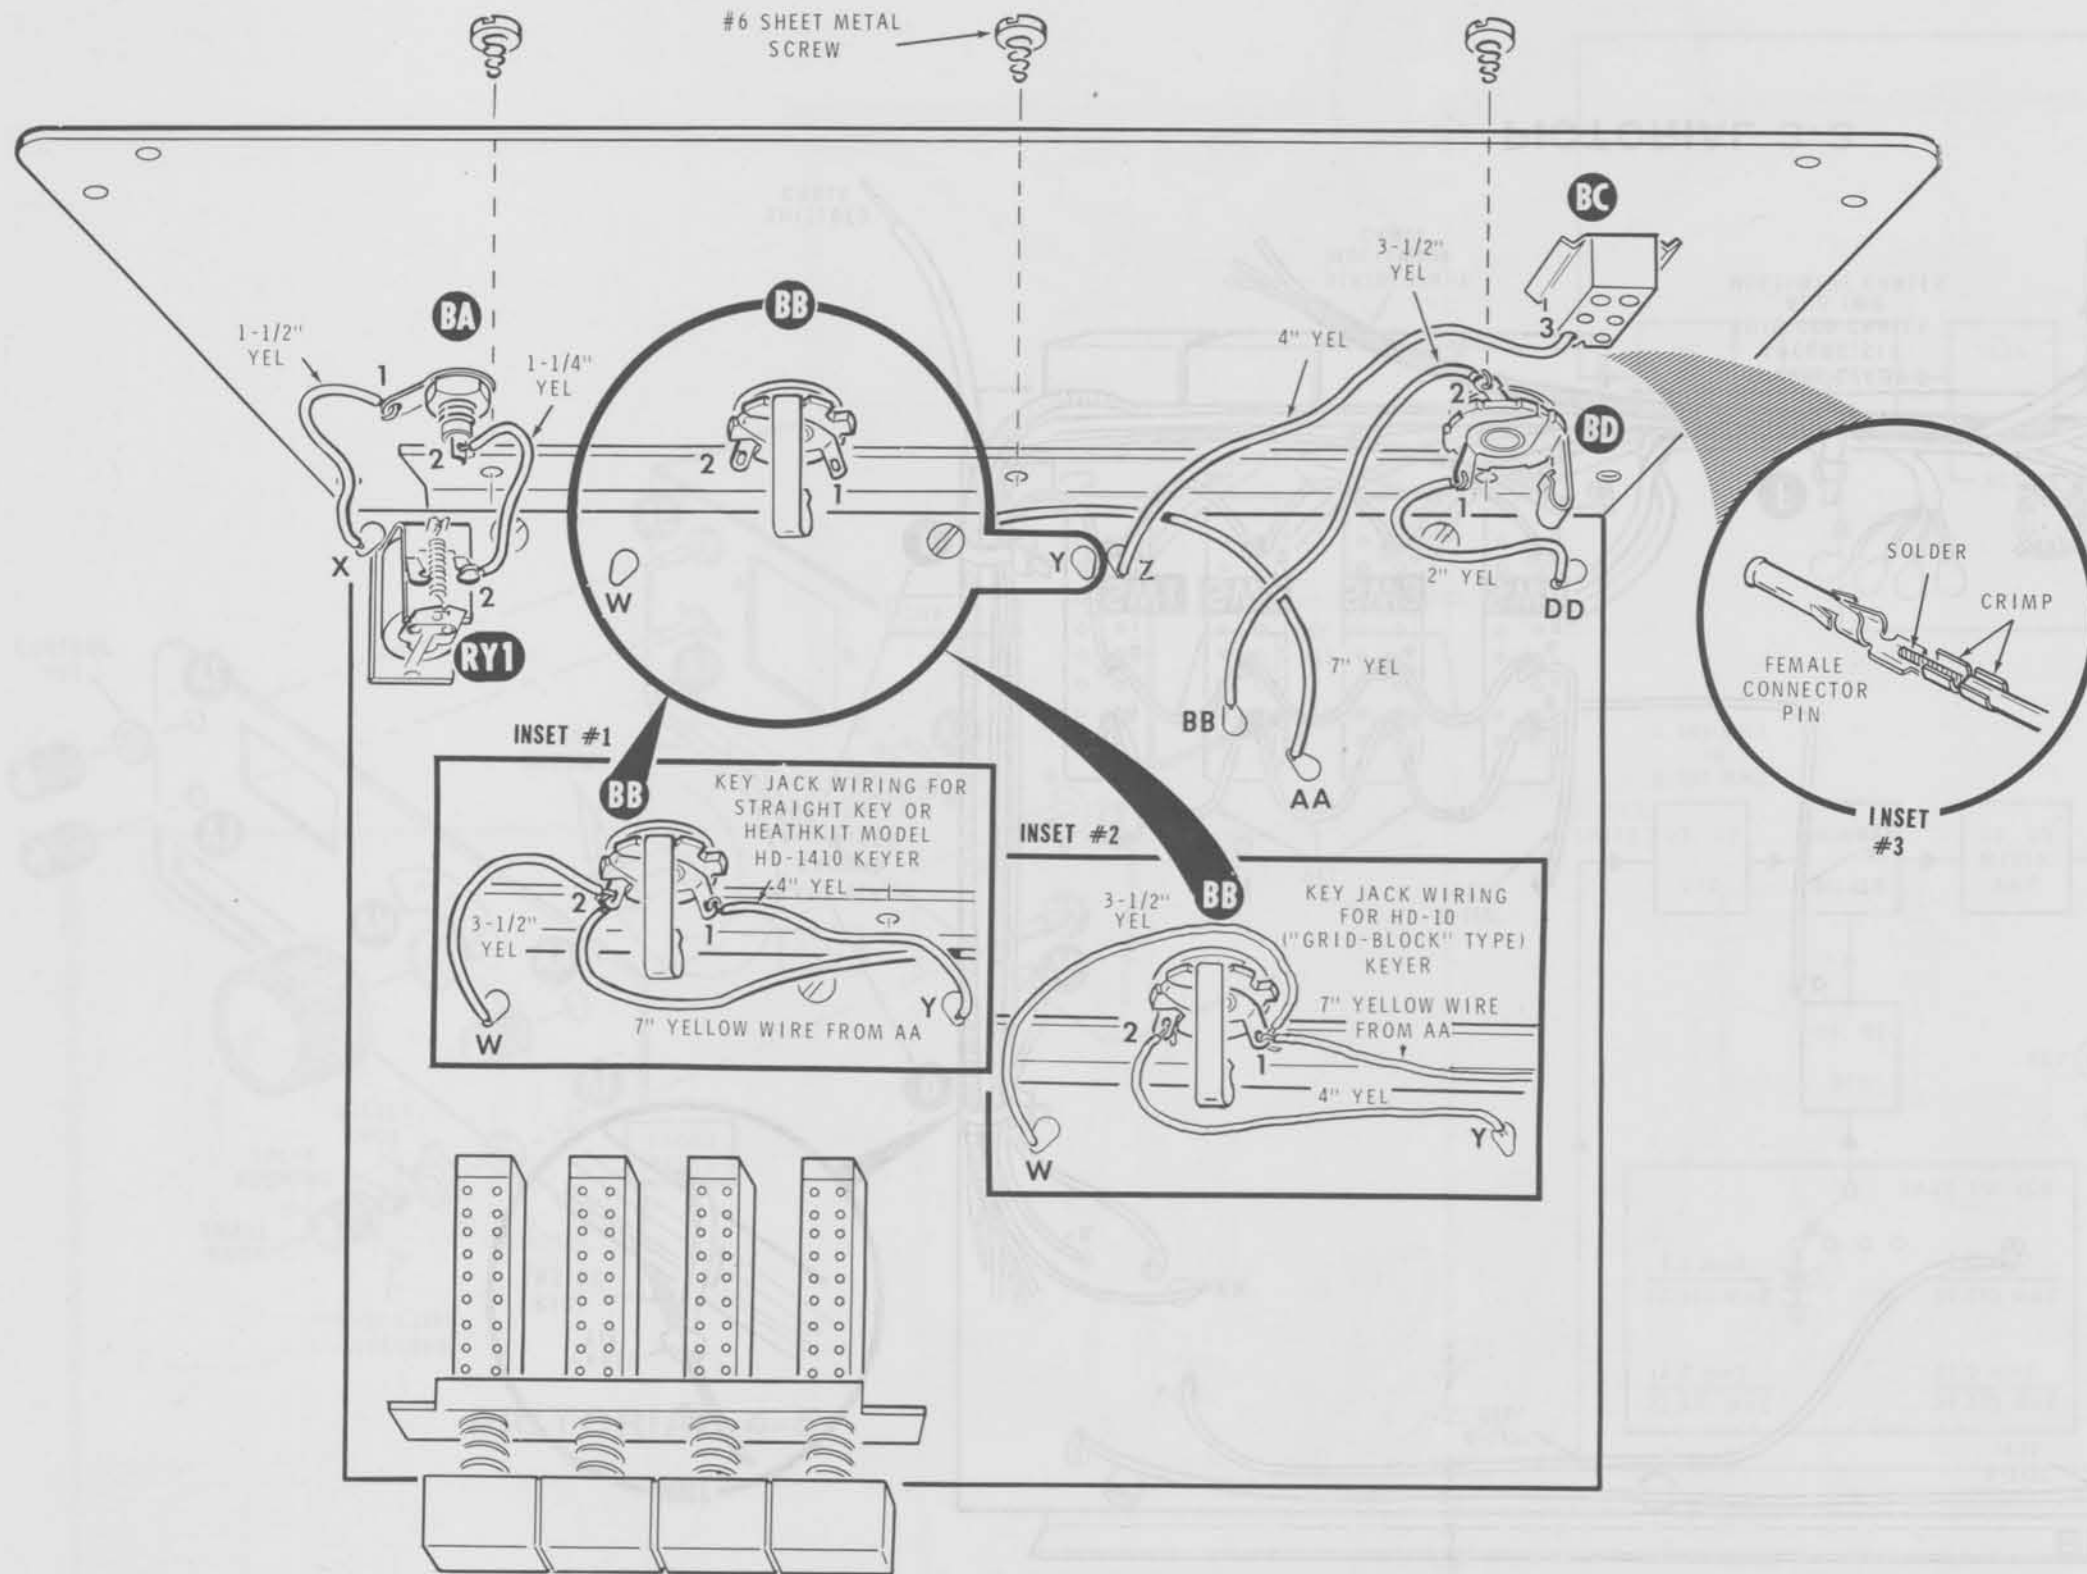 #6 SHEET METAL
SCREW
BC
3-1/2"
YEL
BA
BB
1-1/2"
YEL
1-1/4"
YEL
4" YEL
3
1
2
2
BD
2
1
1
X
2
W
Y
Z
2" YEL
DD
RY1
7" YEL
BB
AA
SOLDER
CRIMP
FEMALE
CONNECTOR
PIN
INSET
#3
INSET #1
BB
KEY JACK WIRING FOR
STRAIGHT KEY OR
HEATHKIT MODEL
HD-1410 KEYER
4" YEL
2
1
3-1/2"
YEL
W
Y
7" YELLOW WIRE FROM AA
INSET #2
BB
3-1/2"
YEL
KEY JACK WIRING
FOR HD-10
("GRID-BLOCK" TYPE)
KEYER
7" YELLOW WIRE
FROM AA
2
1
4" YEL
W
Y